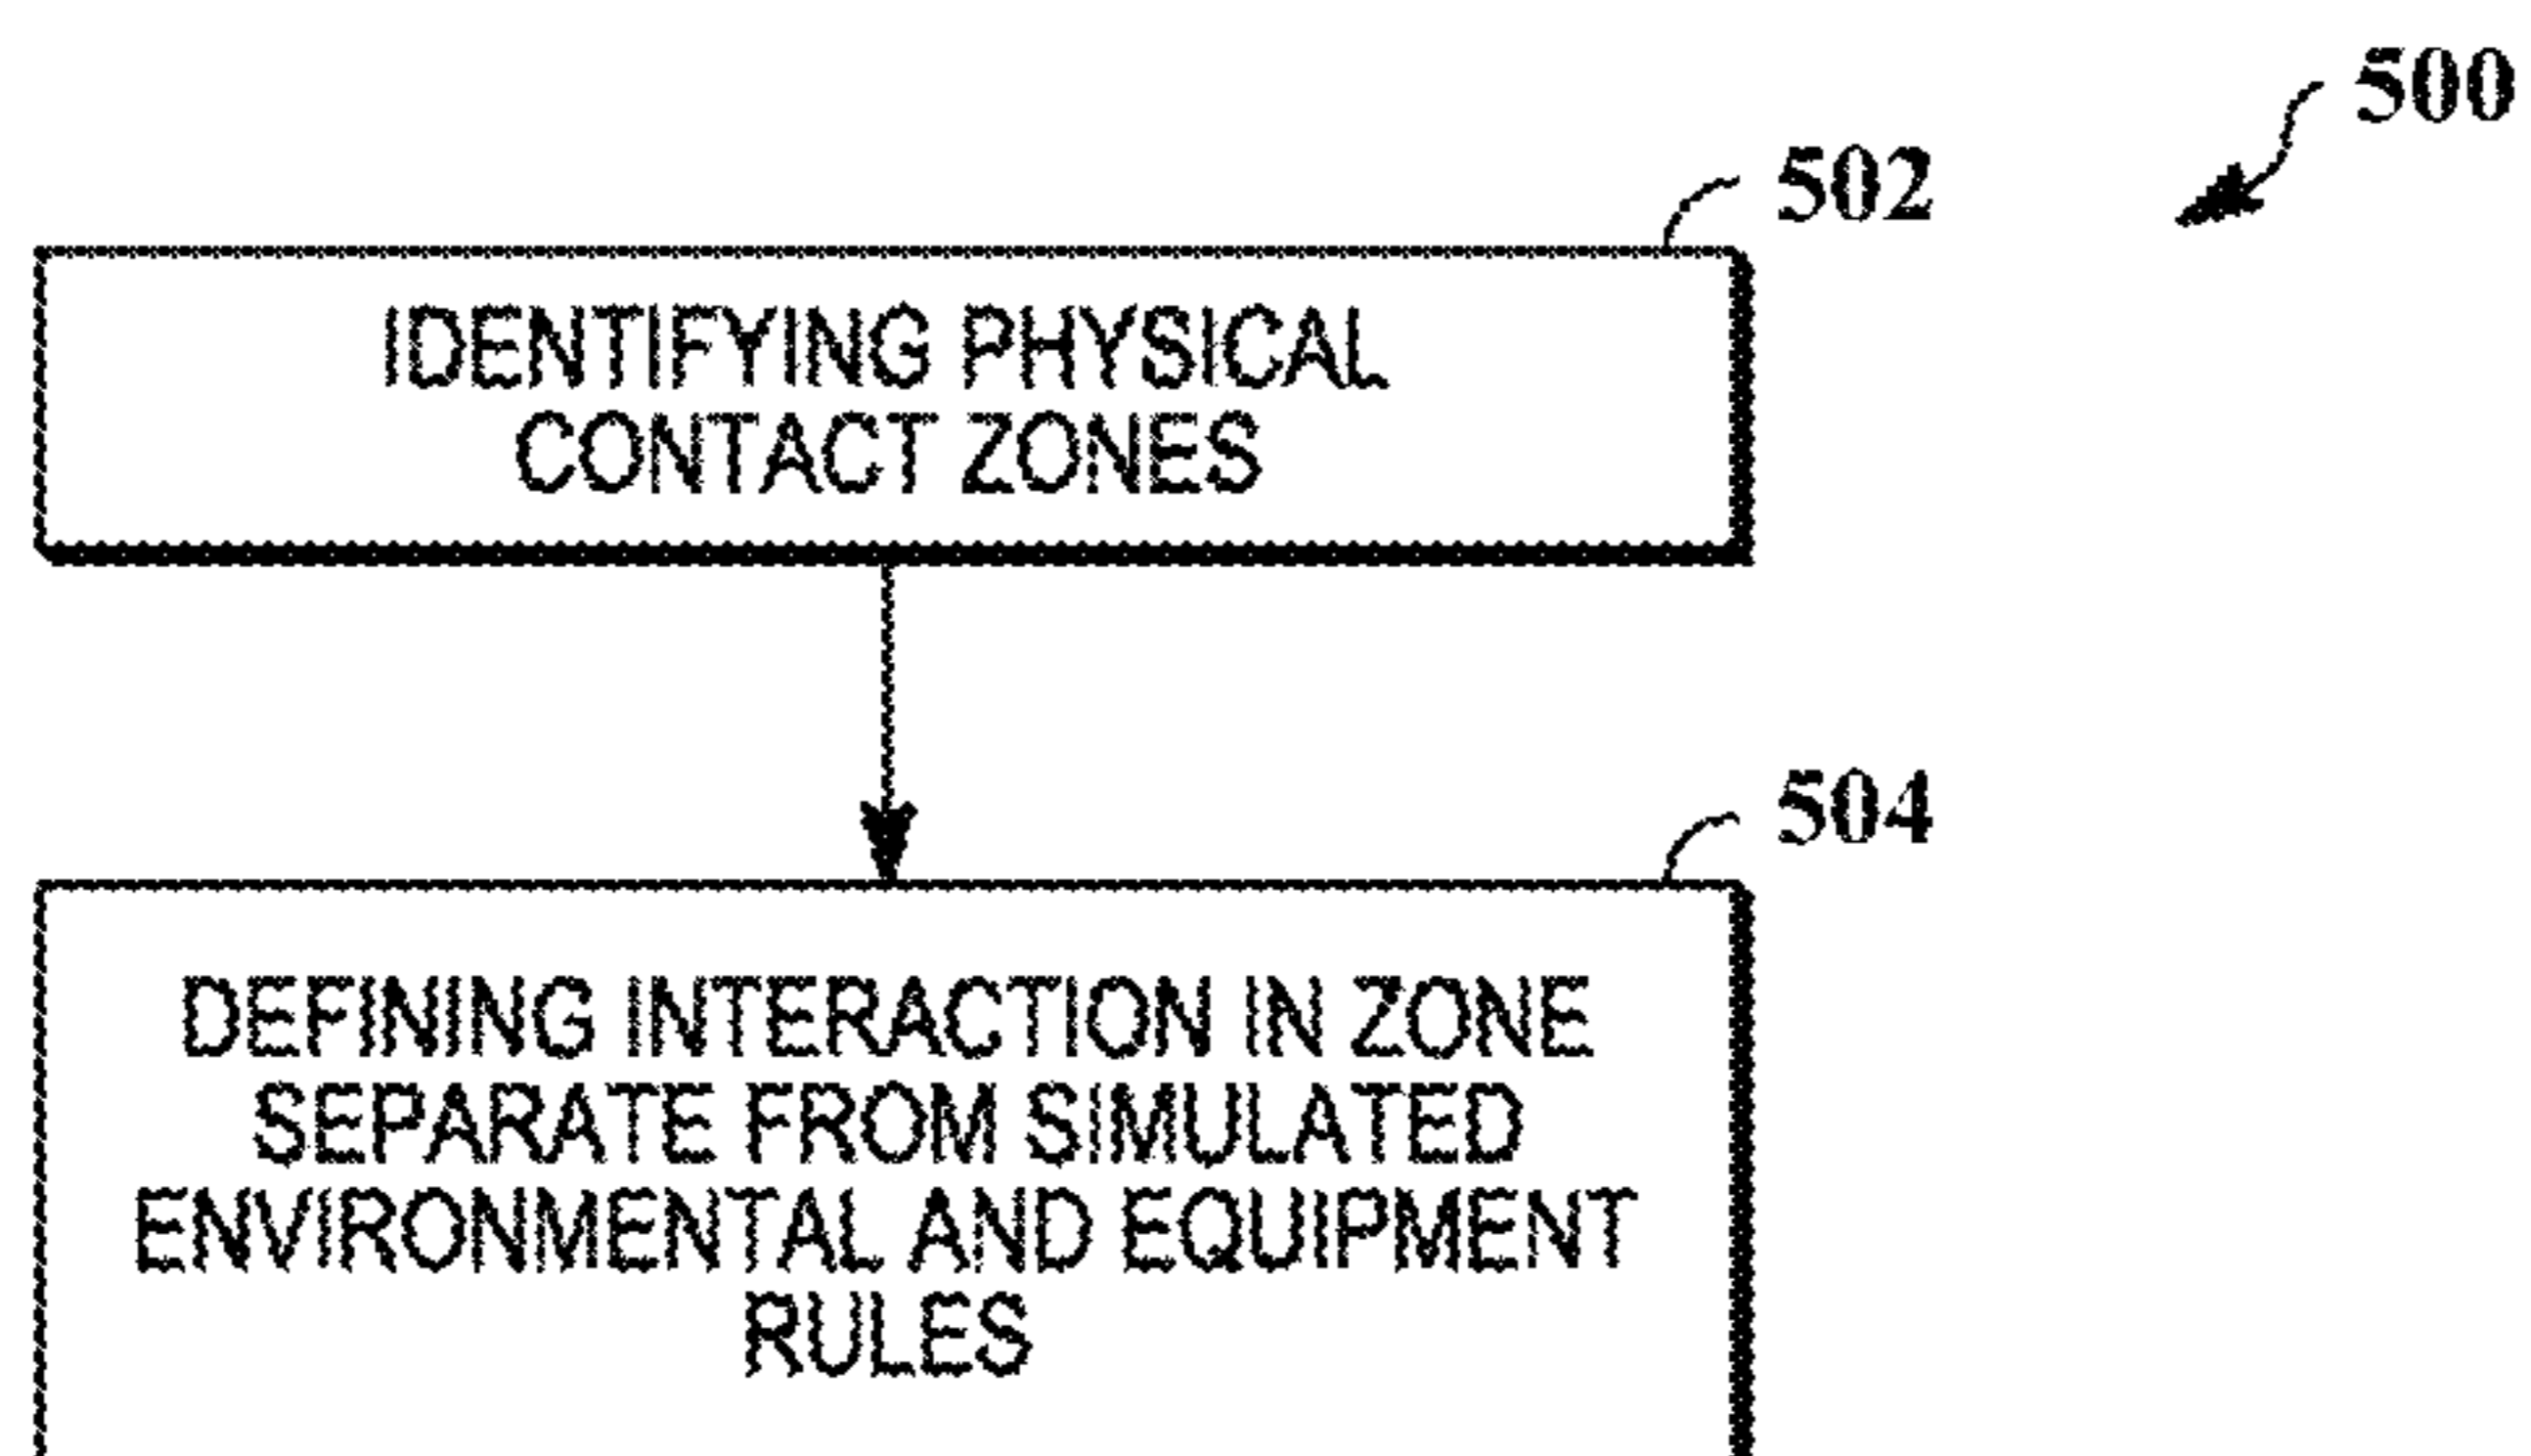 500
502
IDENTIFYING PHYSICAL
CONTACT ZONES
504
DEFINING INTERACTION IN ZONE
SEPARATE FROM SIMULATED
ENVIRONMENTAL AND EQUIPMENT
RULES